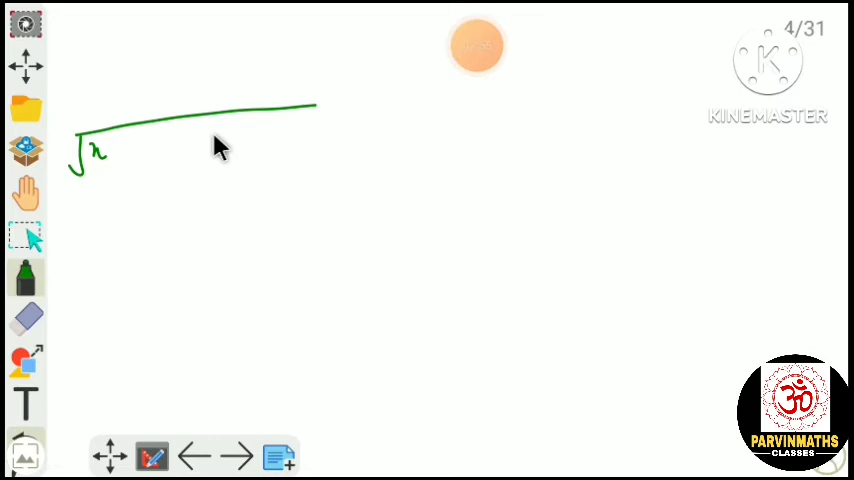 4/31
KINEMASTER
√x
T
ॐ
PARVINMATHS
CLASSES